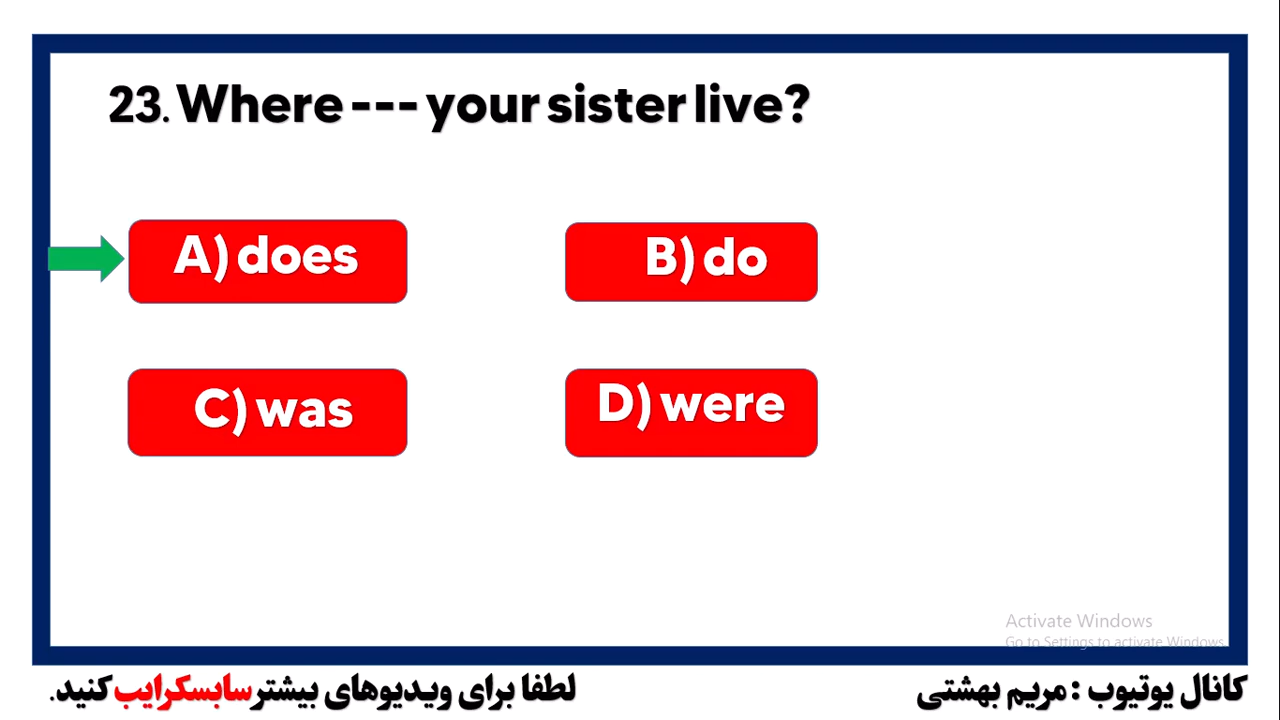 23. Where --- your sister live?
A) does
B) do
C) was
D) were
Activate Windows
Go to Settings to activate Windows.
کانال یوتیوب : مریم بهشتی
لطفا برای ویدیوهای بیشتر سابسکرایب کنید.